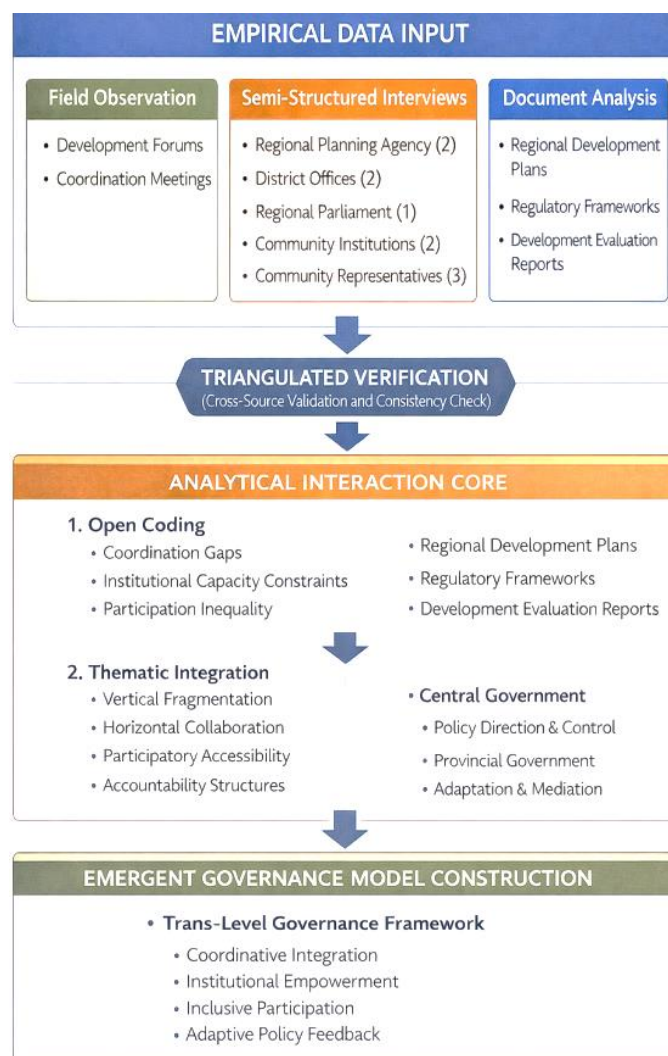 EMPIRICAL DATA INPUT
Field Observation
• Development Forums
• Coordination Meetings
Semi-Structured Interviews
• Regional Planning Agency (2)
• District Offices (2)
• Regional Parliament (1)
• Community Institutions (2)
• Community Representatives (3)
Document Analysis
• Regional Development
Plans
• Regulatory Frameworks
• Development Evaluation
Reports
TRIANGULATED VERIFICATION
(Cross-Source Validation and Consistency Check)
ANALYTICAL INTERACTION CORE
1. Open Coding
• Coordination Gaps
• Institutional Capacity Constraints
• Participation Inequality
• Regional Development Plans
• Regulatory Frameworks
• Development Evaluation Reports
2. Thematic Integration
• Vertical Fragmentation
• Horizontal Collaboration
• Participatory Accessibility
• Accountability Structures
• Central Government
• Policy Direction & Control
• Provincial Government
• Adaptation & Mediation
EMERGENT GOVERNANCE MODEL CONSTRUCTION
• Trans-Level Governance Framework
• Coordinative Integration
• Institutional Empowerment
• Inclusive Participation
• Adaptive Policy Feedback